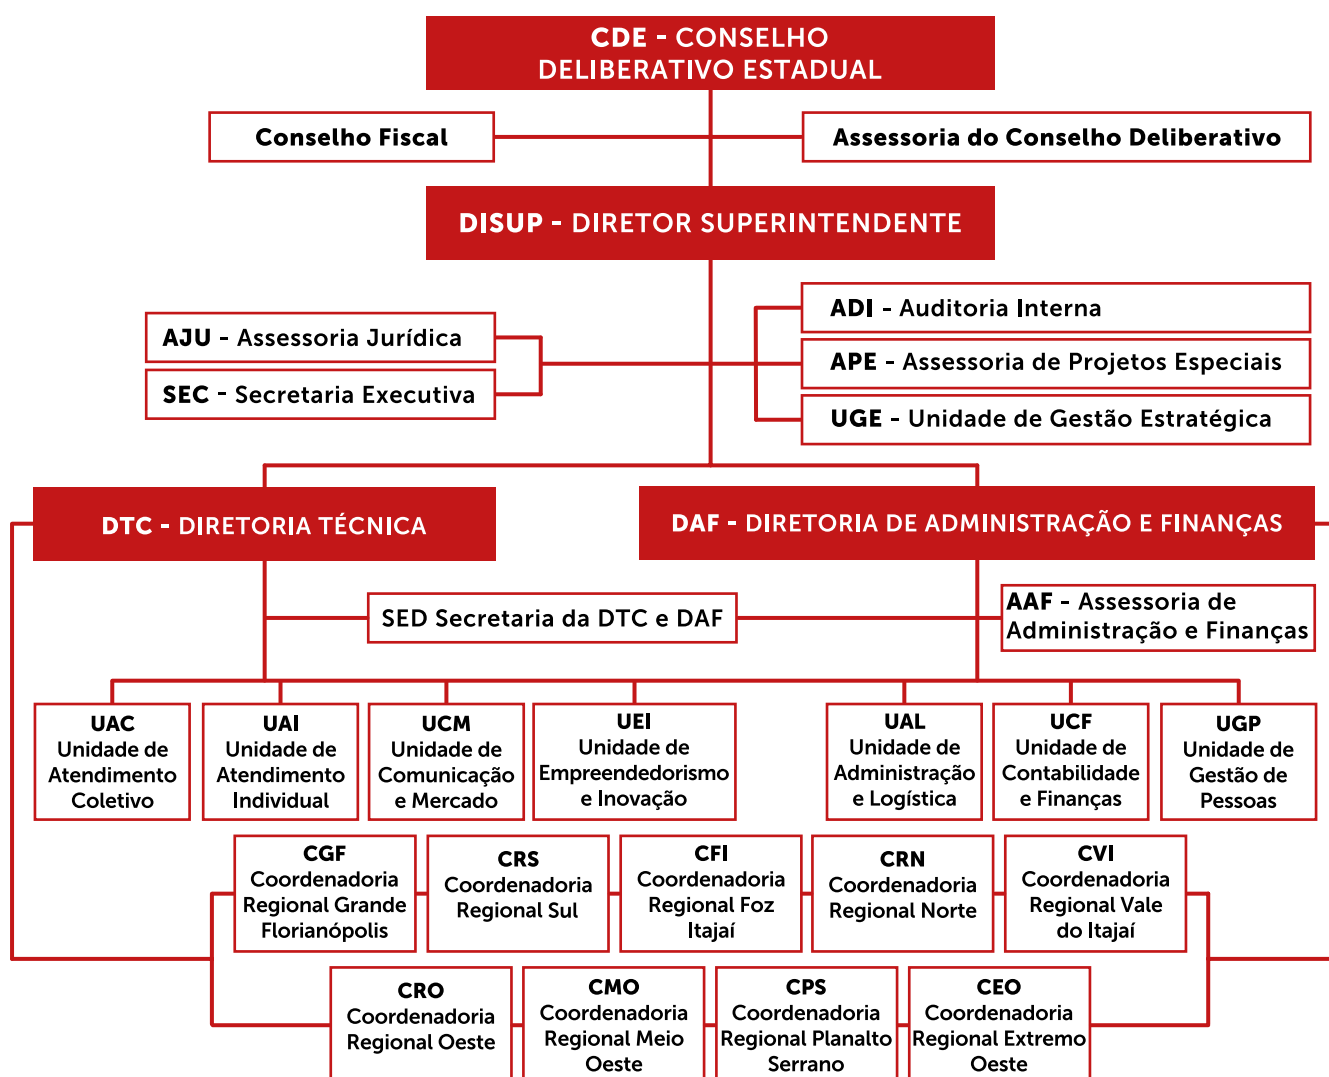 CDE - CONSELHO
DELIBERATIVO ESTADUAL
Conselho Fiscal
Assessoria do Conselho Deliberativo
DISUP - DIRETOR SUPERINTENDENTE
AJU - Assessoria Jurídica
SEC - Secretaria Executiva
ADI - Auditoria Interna
APE - Assessoria de Projetos Especiais
UGE - Unidade de Gestão Estratégica
DTC - DIRETORIA TÉCNICA
DAF - DIRETORIA DE ADMINISTRAÇÃO E FINANÇAS
SED Secretaria da DTC e DAF
AAF - Assessoria de
Administração e Finanças
UAC
Unidade de
Atendimento
Coletivo
UAI
Unidade de
Atendimento
Individual
UCM
Unidade de
Comunicação
e Mercado
UEI
Unidade de
Empreendedorismo
e Inovação
UAL
Unidade de
Administração
e Logística
UCF
Unidade de
Contabilidade
e Finanças
UGP
Unidade de
Gestão de
Pessoas
CGF
Coordenadoria
Regional Grande
Florianópolis
CRS
Coordenadoria
Regional Sul
CFI
Coordenadoria
Regional Foz
Itajaí
CRN
Coordenadoria
Regional Norte
CVI
Coordenadoria
Regional Vale
do Itajaí
CRO
Coordenadoria
Regional Oeste
CMO
Coordenadoria
Regional Meio
Oeste
CPS
Coordenadoria
Regional Planalto
Serrano
CEO
Coordenadoria
Regional Extremo
Oeste